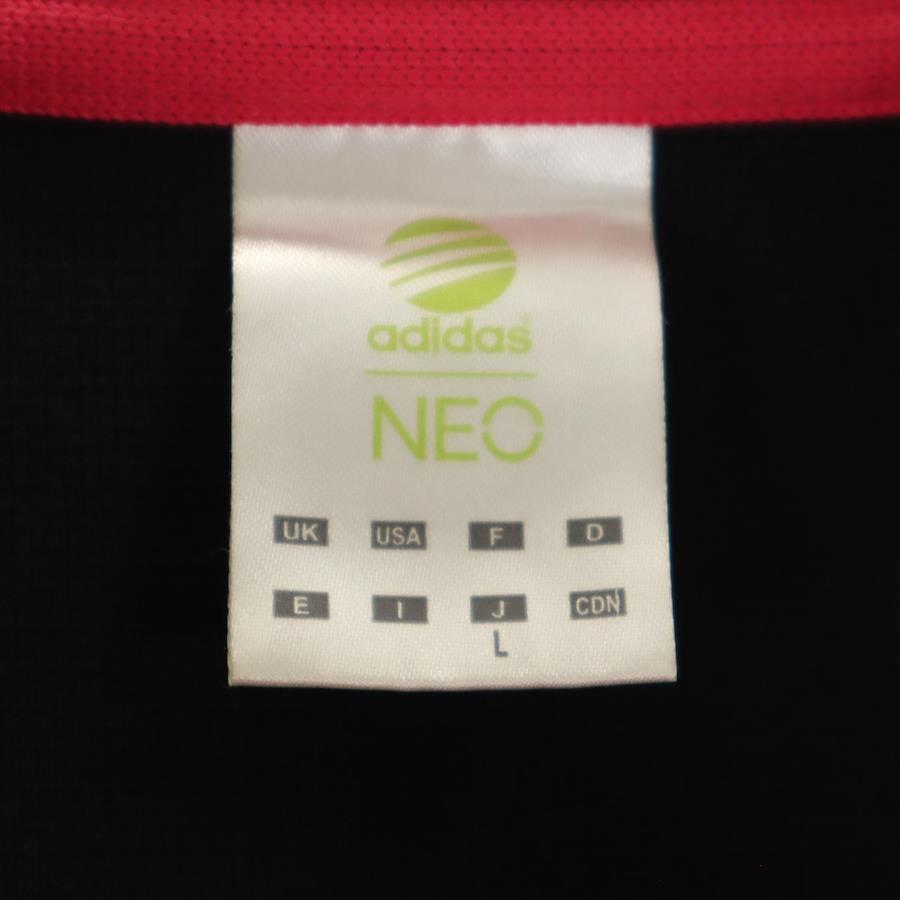 adidas
NEO
UK USA F D
E I J CDN
L